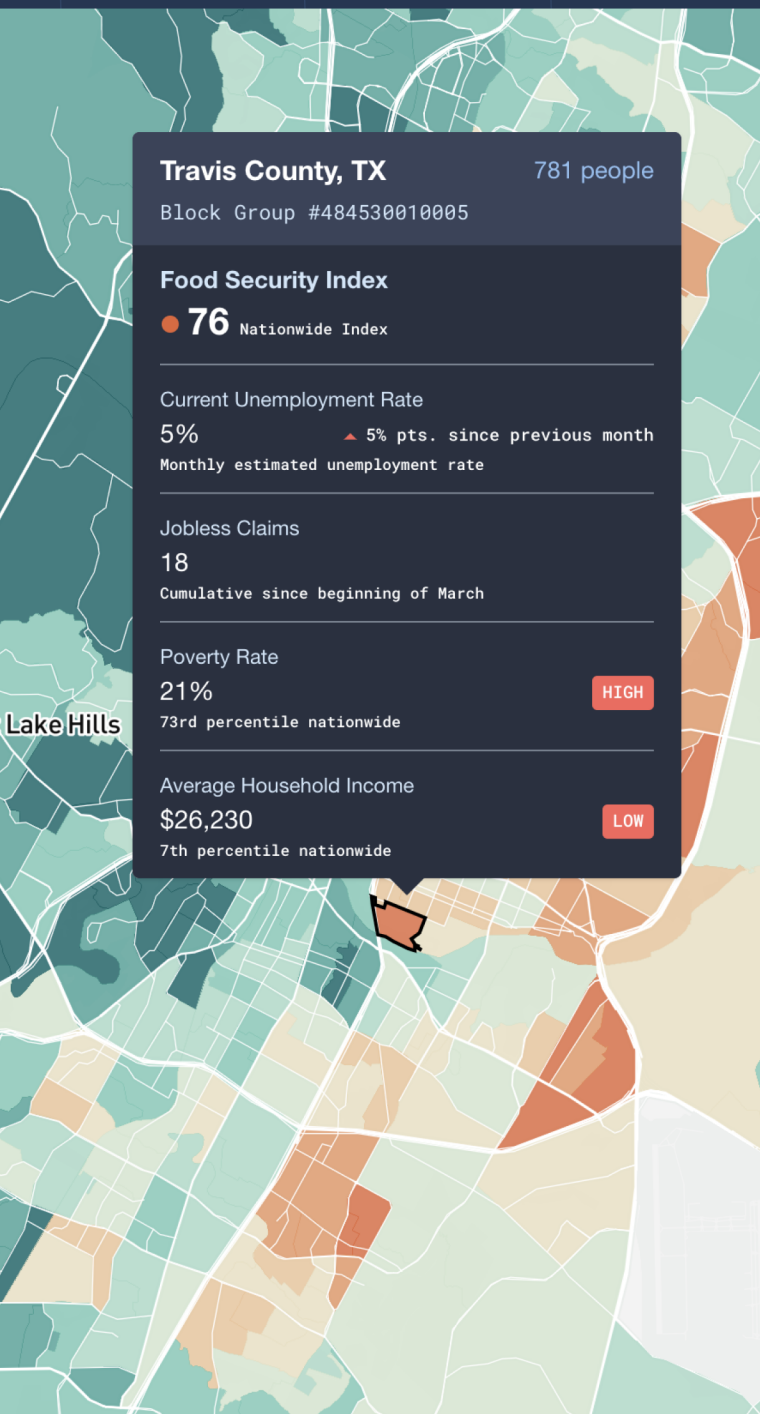 Travis County, TX 781 people
Block Group #484530010005
Food Security Index
76 Nationwide Index
Current Unemployment Rate
5% 5% pts. since previous month
Monthly estimated unemployment rate
Jobless Claims
18
Cumulative since beginning of March
Poverty Rate
21% HIGH
73rd percentile nationwide
Lake Hills
Average Household Income
$26,230 LOW
7th percentile nationwide